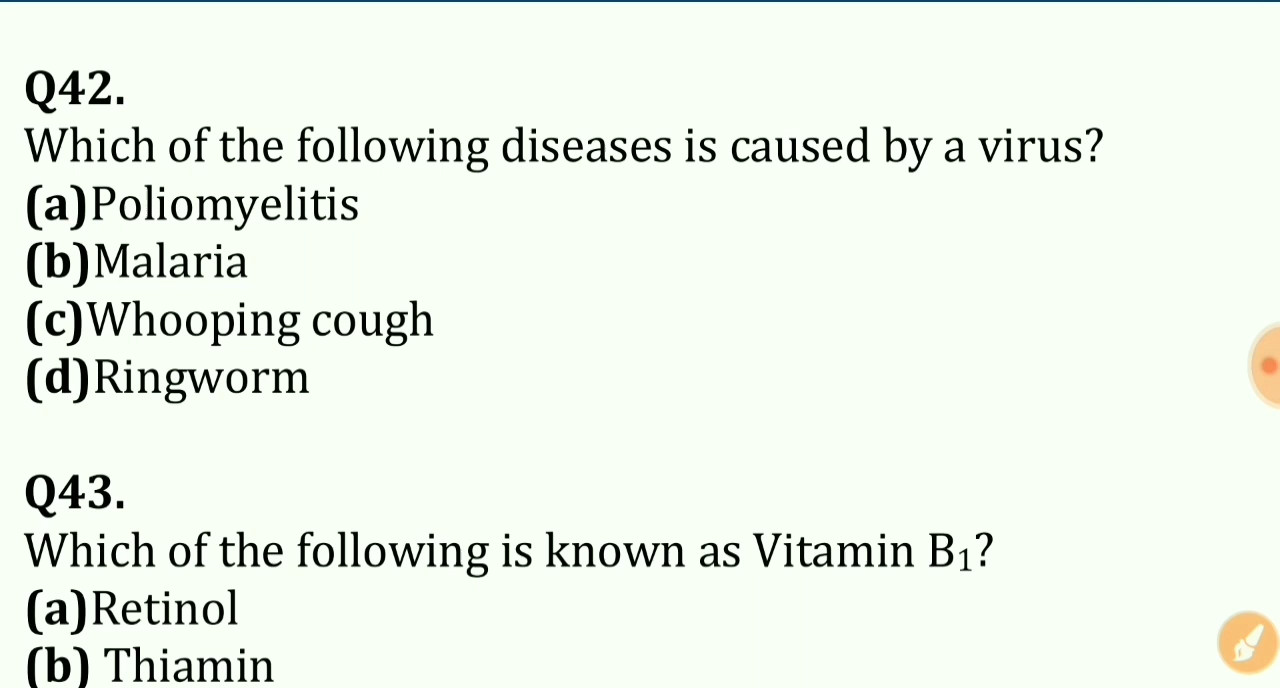 Q42.
Which of the following diseases is caused by a virus?
(a)Poliomyelitis
(b)Malaria
(c)Whooping cough
(d)Ringworm
Q43.
Which of the following is known as Vitamin B₁?
(a)Retinol
(b) Thiamin